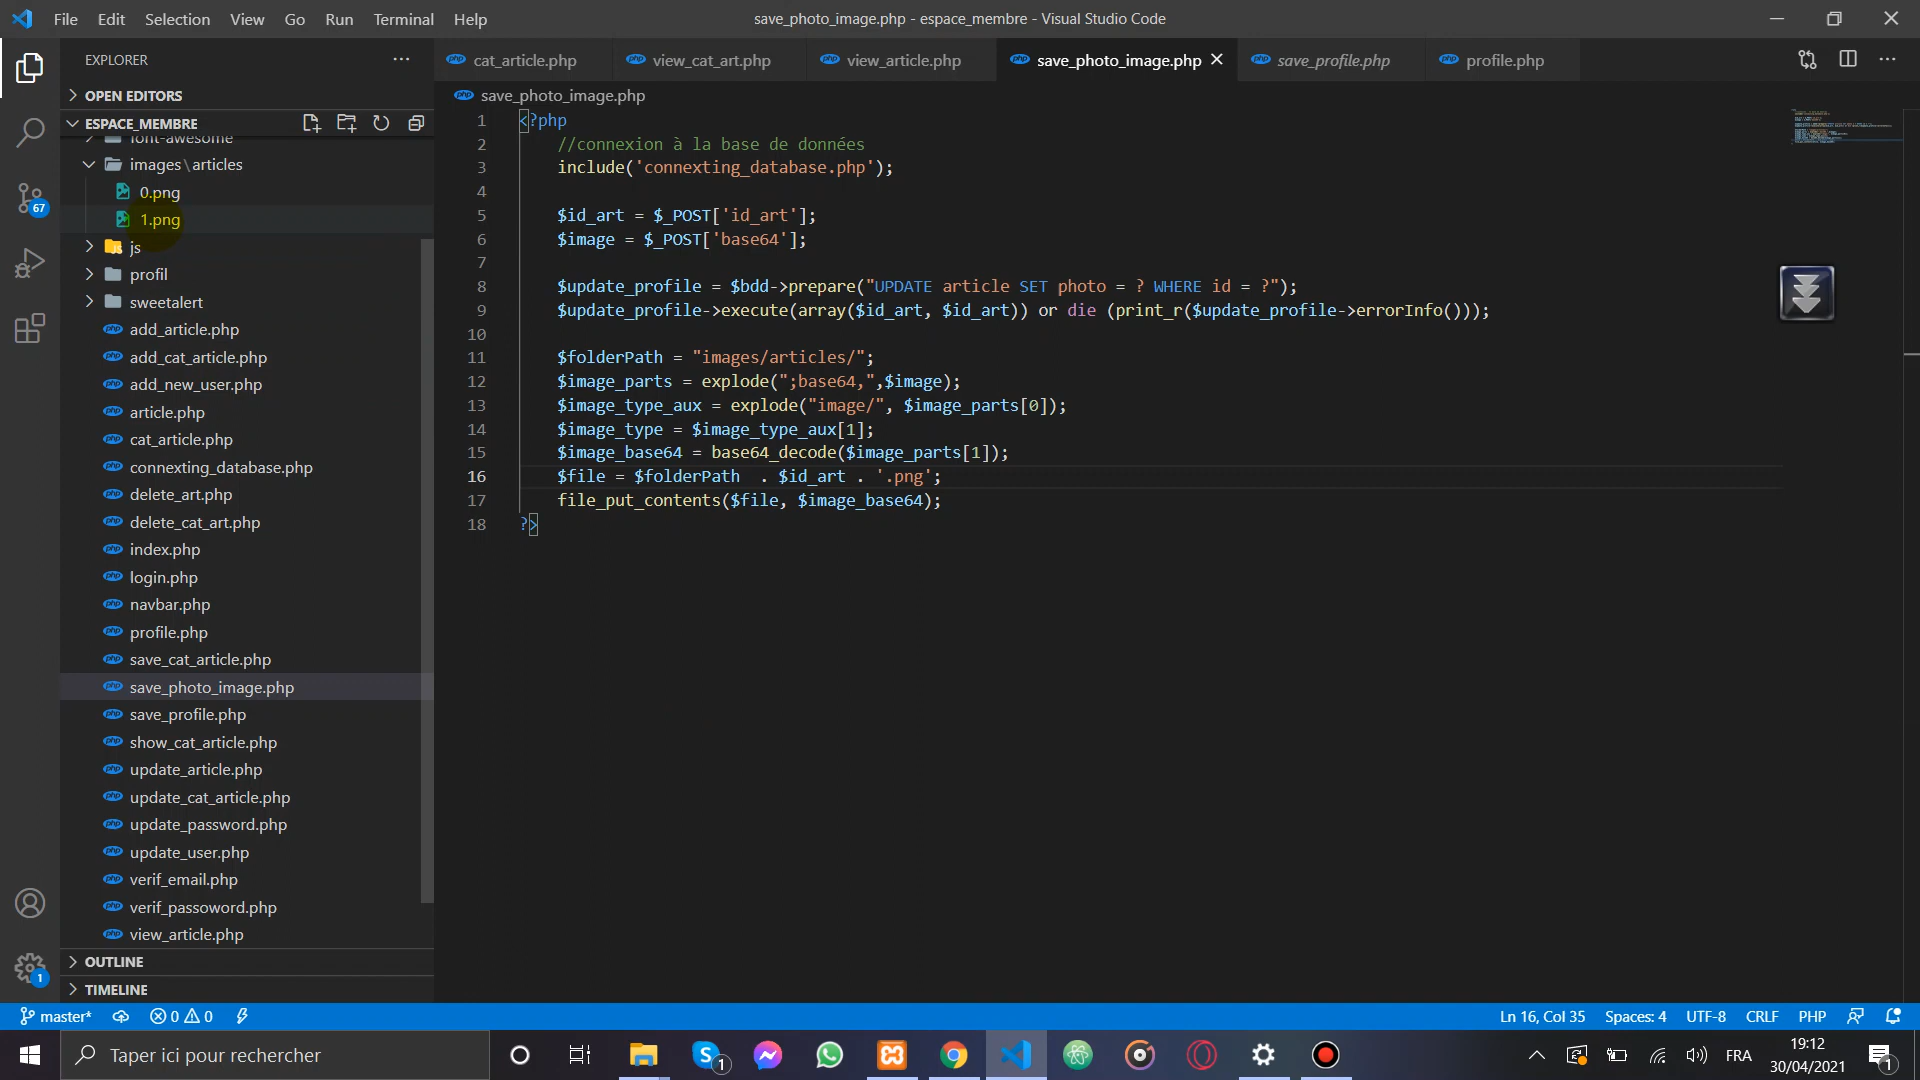 File Edit Selection View Go Run Terminal Help
save_photo_image.php - espace_membre - Visual Studio Code
EXPLORER
cat_article.php
view_cat_art.php
view_article.php
save_photo_image.php
save_profile.php
profile.php
OPEN EDITORS
save_photo_image.php
ESPACE_MEMBRE
font-awesome
images\articles
0.png
1.png
js
profil
sweetalert
add_article.php
add_cat_article.php
add_new_user.php
article.php
cat_article.php
connexting_database.php
delete_art.php
delete_cat_art.php
index.php
login.php
navbar.php
profile.php
save_cat_article.php
save_photo_image.php
save_profile.php
show_cat_article.php
update_article.php
update_cat_article.php
update_password.php
update_user.php
verif_email.php
verif_passoword.php
view_article.php
OUTLINE
TIMELINE
67
1
1 <?php
2 //connexion à la base de données
3 include('connexting_database.php');
4
5 $id_art = $_POST['id_art'];
6 $image = $_POST['base64'];
7
8 $update_profile = $bdd->prepare("UPDATE article SET photo = ? WHERE id = ?");
9 $update_profile->execute(array($id_art, $id_art)) or die (print_r($update_profile->errorInfo()));
10
11 $folderPath = "images/articles/";
12 $image_parts = explode(";base64,",$image);
13 $image_type_aux = explode("image/", $image_parts[0]);
14 $image_type = $image_type_aux[1];
15 $image_base64 = base64_decode($image_parts[1]);
16 $file = $folderPath . $id_art . '.png';
17 file_put_contents($file, $image_base64);
18 ?>
master* 0 0 Ln 16, Col 35 Spaces: 4 UTF-8 CRLF PHP
Taper ici pour rechercher
1
FRA
19:12
30/04/2021
1